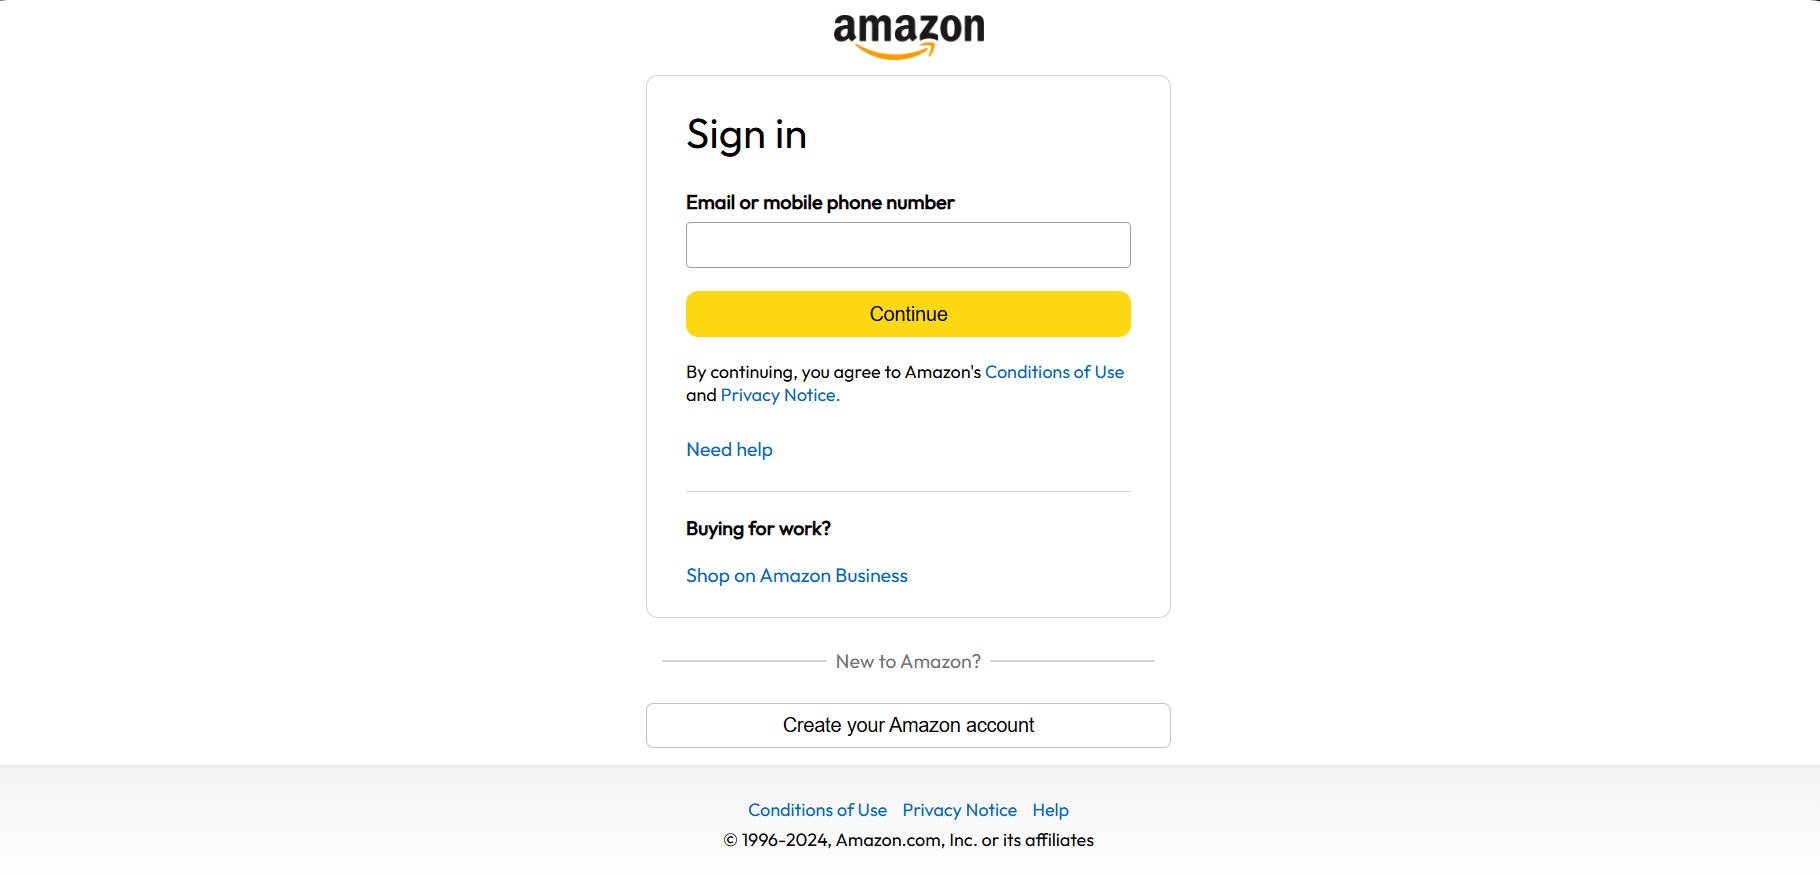 amazon
Sign in
Email or mobile phone number
Continue
By continuing, you agree to Amazon's Conditions of Use
and Privacy Notice.
Need help
Buying for work?
Shop on Amazon Business
New to Amazon?
Create your Amazon account
Conditions of Use Privacy Notice Help
© 1996-2024, Amazon.com, Inc. or its affiliates